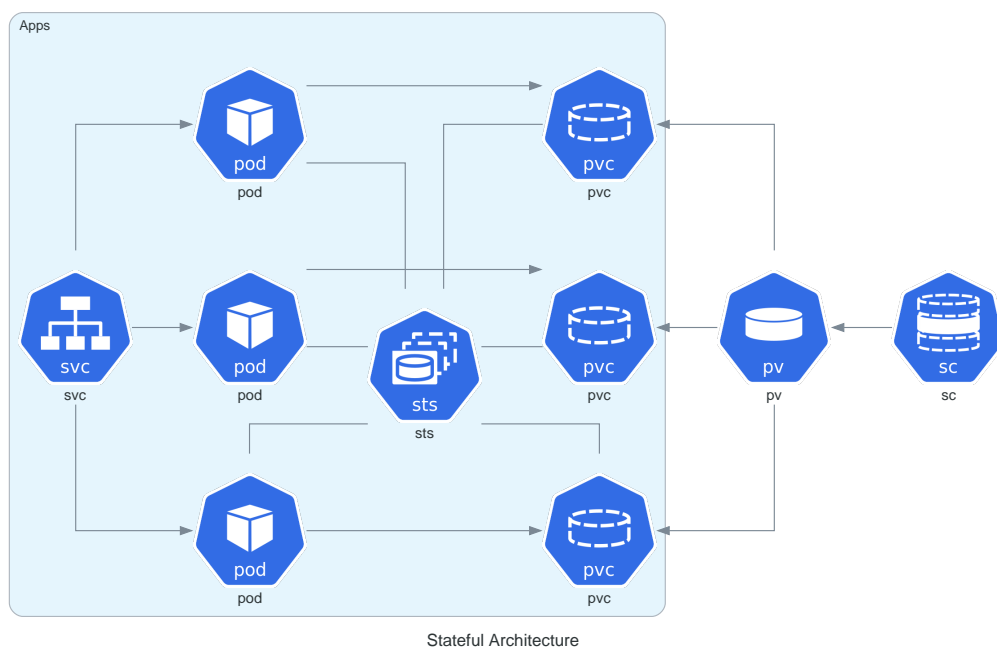 Apps
pod
pod
pvc
pvc
svc
svc
pod
pod
sts
sts
pvc
pvc
pv
pv
sc
sc
pod
pod
pvc
pvc
Stateful Architecture